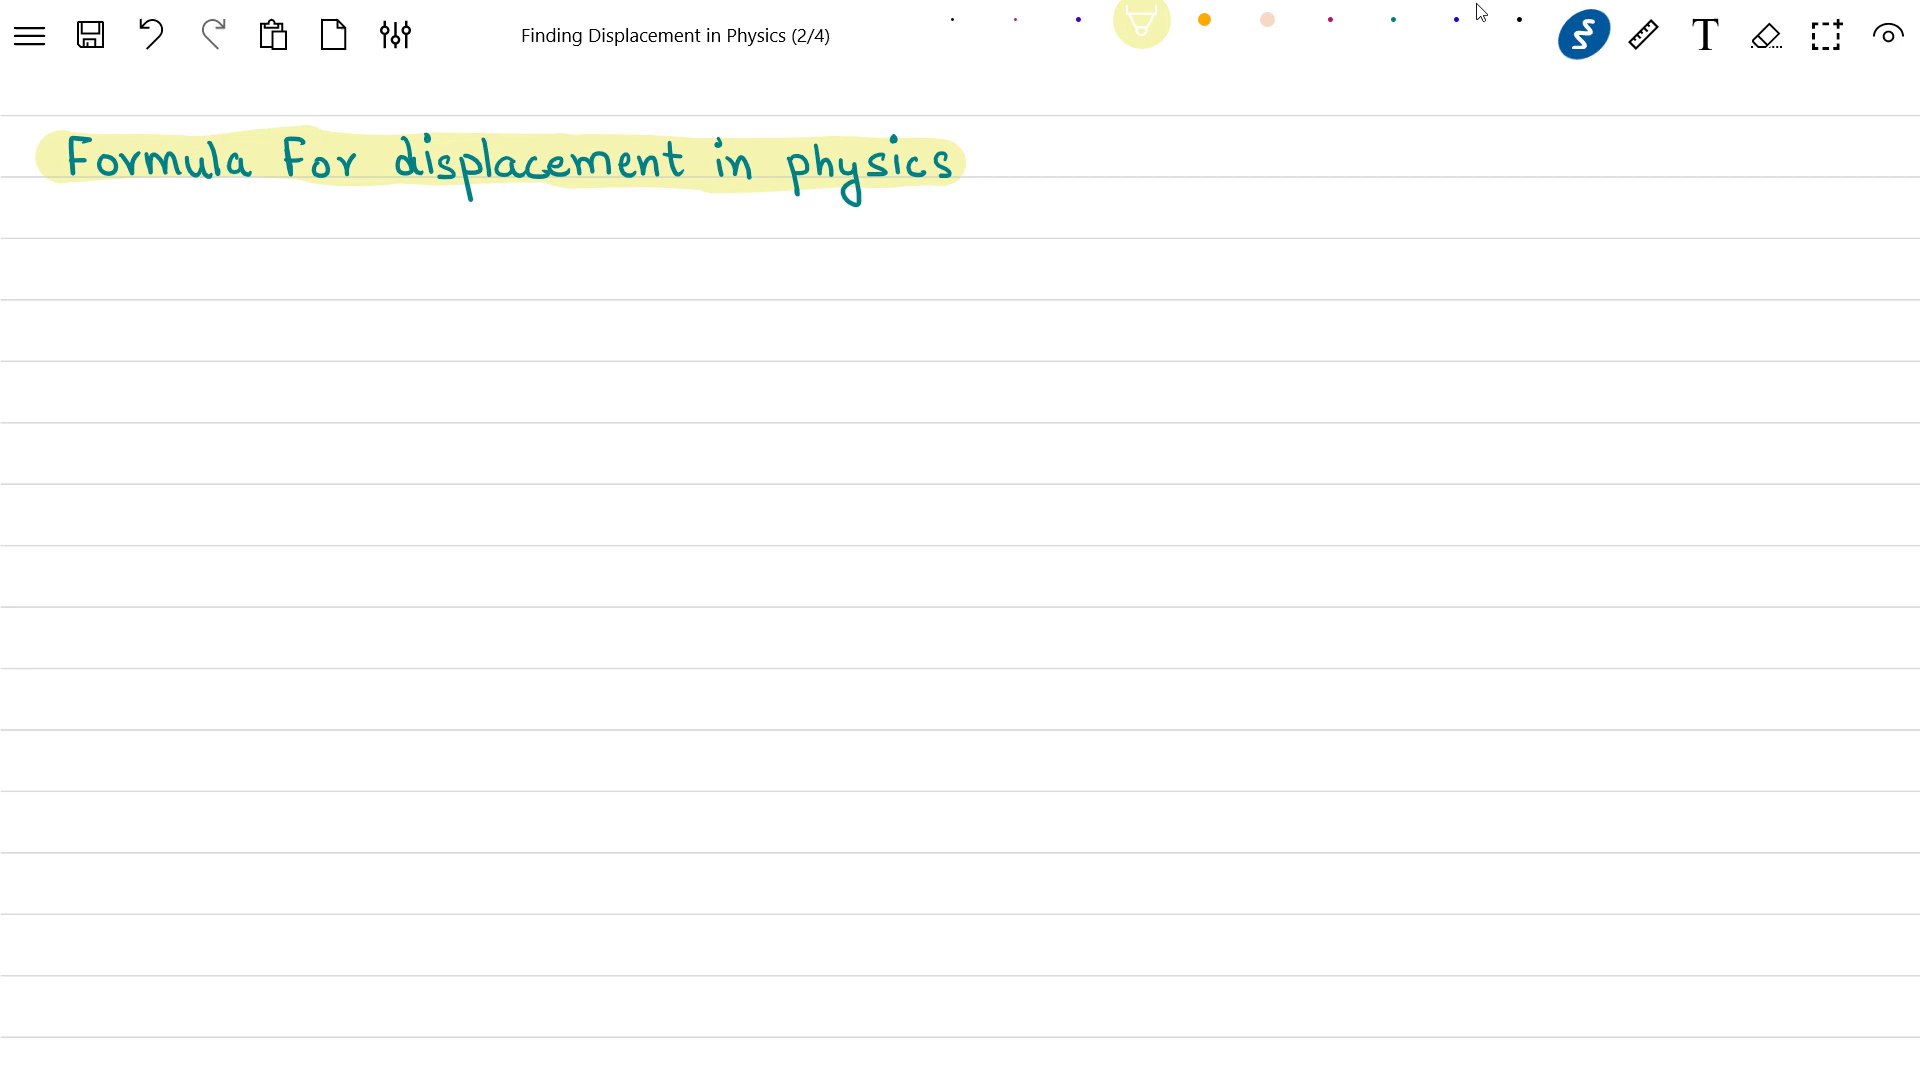 Finding Displacement in Physics (2/4)
T
Formula For displacement in physics